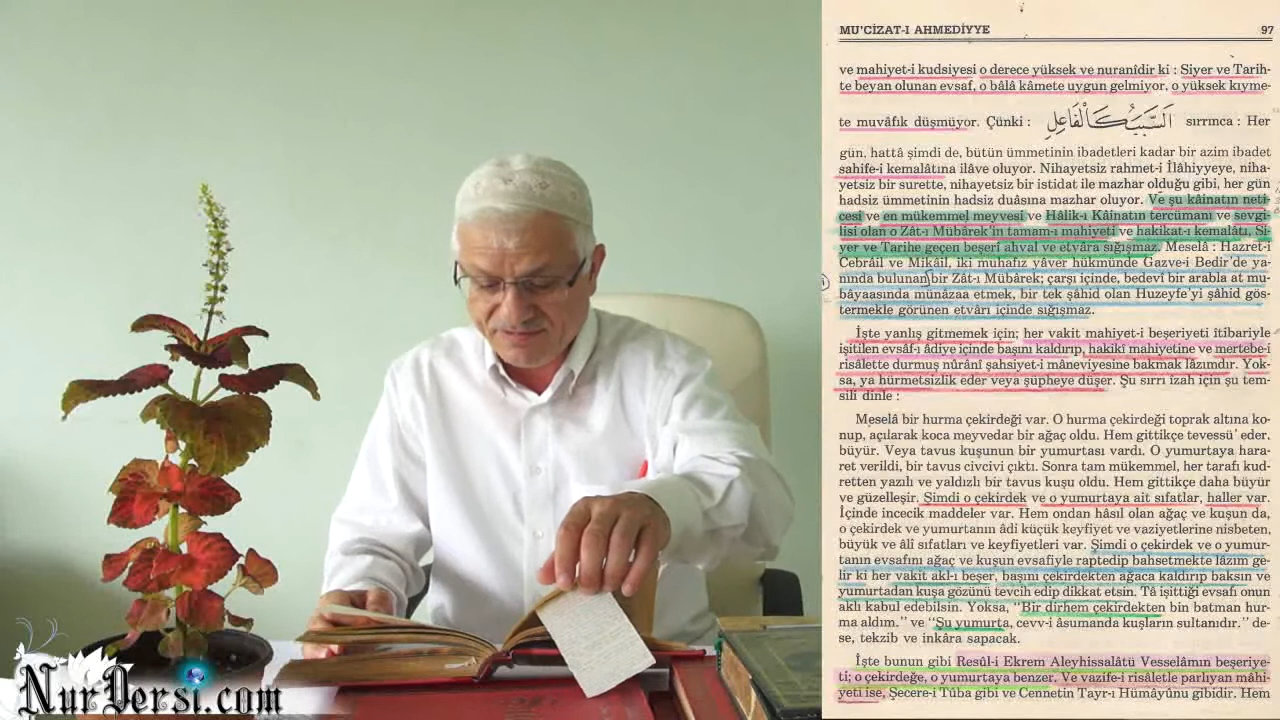 MU'CİZAT-I AHMEDİYYE 97
ve mahiyet-i kudsiyesi o derece yüksek ve nuranîdir ki : Siyer ve Tarih-
te beyan olunan evsaf, o bâlâ kâmete uygun gelmiyor, o yüksek kıyme-
te muvâfık düşmüyor. Çünki : اَلسَّبَبُ كَالْفَاعِلِ sırrınca : Her
gün, hattâ şimdi de, bütün ümmetinin ibadetleri kadar bir azim ibadet
sahife-i kemalâtına ilâve oluyor. Nihayetsiz rahmet-i İlâhiyyeye, niha-
yetsiz bir surette, nihayetsiz bir istidat ile mazhar olduğu gibi, her gün
hadsiz ümmetinin hadsiz duâsına mazhar oluyor. Ve şu kâinatın neti-
cesi ve en mükemmel meyvesi ve Hâlik-ı Kâinatın tercümanı ve sevgi-
lisi olan o Zât-ı Mübârek'in tamam-ı mahiyeti ve hakikat-ı kemalâtı, Si-
yer ve Tarihe geçen beşerî ahval ve etvâra sığışmaz. Meselâ : Hazret-i
Cebrâil ve Mikâil, iki muhafız yâver hükmünde Gazve-i Bedir'de ya-
nında bulunan bir Zât-ı Mübârek; çarşı içinde, bedevî bir arabla at mü-
bâyaasında münâzaa etmek, bir tek şâhid olan Huzeyfe'yi şâhid gös-
termekle görünen etvârı içinde sığışmaz.
İşte yanlış gitmemek için; her vakit mahiyet-i beşeriyeti îtibariyle
işitilen evsâf-ı âdiye içinde başını kaldırıp, hakikî mahiyetine ve mertebe-i
risâlette durmuş nûrânî şahsiyet-i mâneviyesine bakmak lâzımdır. Yok-
sa, ya hürmetsizlik eder veya şüpheye düşer. Şu sırrı izah için şu tem-
sili dinle :
Meselâ bir hurma çekirdeği var. O hurma çekirdeği toprak altına ko-
nup, açılarak koca meyvedar bir ağaç oldu. Hem gittikçe tevessü' eder,
büyür. Veya tavus kuşunun bir yumurtası vardı. O yumurtaya hara-
ret verildi, bir tavus civcivi çıktı. Sonra tam mükemmel, her tarafı kud-
retten yazılı ve yaldızlı bir tavus kuşu oldu. Hem gittikçe daha büyür
ve güzelleşir. Şimdi o çekirdek ve o yumurtaya ait sıfatlar, haller var.
İçinde incecik maddeler var. Hem ondan hâsıl olan ağaç ve kuşun da,
o çekirdek ve yumurtanın âdi küçük keyfiyet ve vaziyetlerine nisbeten,
büyük ve âlî sıfatları ve keyfiyetleri var. Şimdi o çekirdek ve o yumur-
tanın evsafını ağaç ve kuşun evsafiyle raptedip bahsetmekte lâzım ge-
lir ki her vakit akl-ı beşer, başını çekirdekten ağaca kaldırıp baksın ve
yumurtadan kuşa gözünü tevcih edip dikkat etsin. Tâ işittiği evsafı onun
aklı kabul edebilsin. Yoksa, "Bir dirhem çekirdekten bin batman hur-
ma aldım." ve "Şu yumurta, cevv-i âsumanda kuşların sultanıdır." de-
se, tekzib ve inkâra sapacak.
İşte bunun gibi Resûl-i Ekrem Aleyhissalâtü Vesselâmın beşeriye-
ti; o çekirdeğe, o yumurtaya benzer. Ve vazife-i risâletle parlıyan mâhi-
yeti ise, Şecere-i Tûba gibi ve Cennetin Tayr-ı Hümâyûnu gibidir. Hem
NurDersi.com